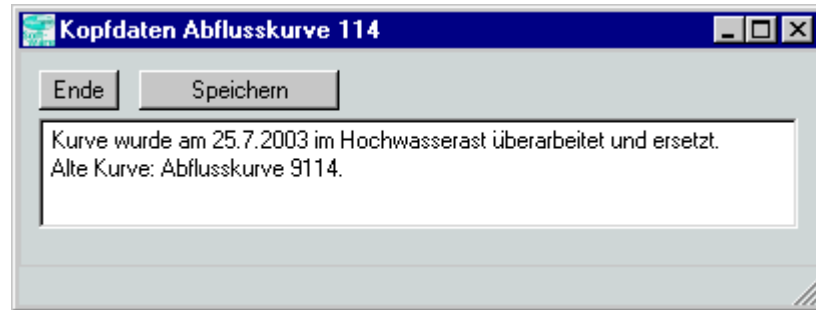 Kopfdaten Abflusskurve 114
Ende Speichern
Kurve wurde am 25.7.2003 im Hochwasserast überarbeitet und ersetzt.
Alte Kurve: Abflusskurve 9114.